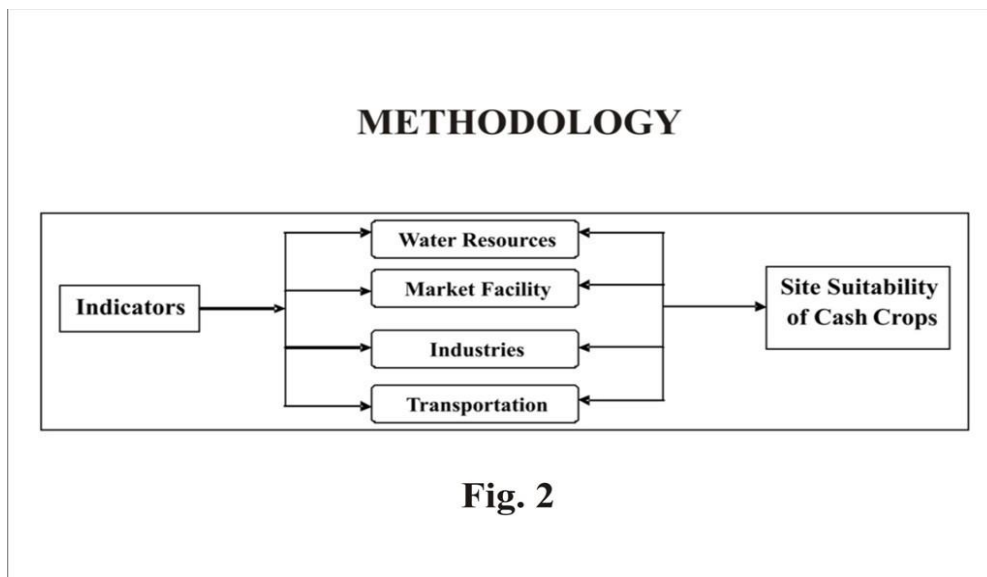 METHODOLOGY
Indicators
Water Resources
Market Facility
Industries
Transportation
Site Suitability
of Cash Crops
Fig. 2